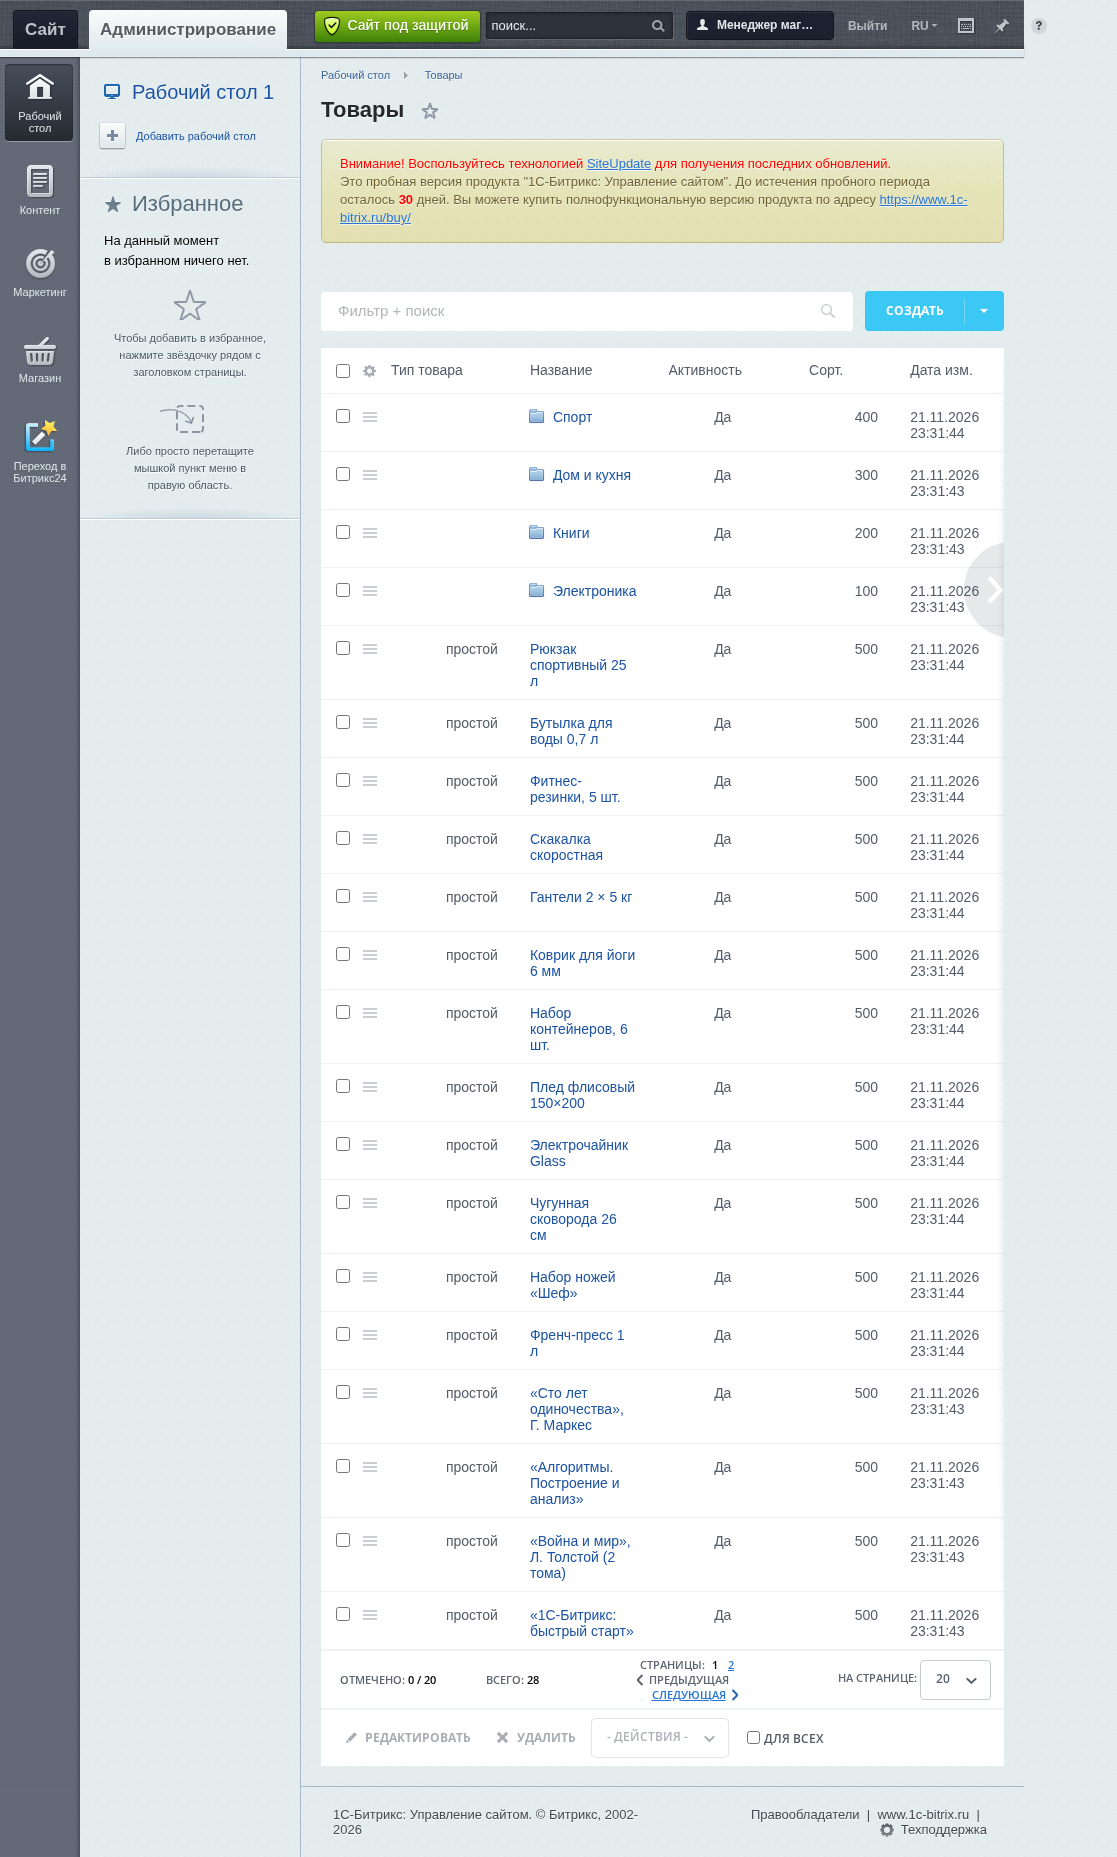 Сайт
Администрирование
Сайт под защитой
поиск...
Менеджер маг...
Выйти
RU
?
Рабочий
стол
Контент
Маркетинг
Магазин
Переход в
Битрикс24
Рабочий стол 1
Добавить рабочий стол
Избранное
На данный момент
в избранном ничего нет.
Чтобы добавить в избранное,
нажмите звёздочку рядом с
заголовком страницы.
Либо просто перетащите
мышкой пункт меню в
правую область.
Рабочий стол
Товары
Товары
Внимание! Воспользуйтесь технологией SiteUpdate для получения последних обновлений.
Это пробная версия продукта "1С-Битрикс: Управление сайтом". До истечения пробного периода
осталось 30 дней. Вы можете купить полнофункциональную версию продукта по адресу https://www.1c-
bitrix.ru/buy/
Фильтр + поиск
СОЗДАТЬ
Тип товара Название Активность Сорт. Дата изм.
Спорт Да 400 21.11.2026
23:31:44
Дом и кухня Да 300 21.11.2026
23:31:43
Книги Да 200 21.11.2026
23:31:43
Электроника Да 100 21.11.2026
23:31:43
простой Рюкзак Да 500 21.11.2026
спортивный 25 23:31:44
л
простой Бутылка для Да 500 21.11.2026
воды 0,7 л 23:31:44
простой Фитнес- Да 500 21.11.2026
резинки, 5 шт. 23:31:44
простой Скакалка Да 500 21.11.2026
скоростная 23:31:44
простой Гантели 2 × 5 кг Да 500 21.11.2026
23:31:44
простой Коврик для йоги Да 500 21.11.2026
6 мм 23:31:44
простой Набор Да 500 21.11.2026
контейнеров, 6 23:31:44
шт.
простой Плед флисовый Да 500 21.11.2026
150×200 23:31:44
простой Электрочайник Да 500 21.11.2026
Glass 23:31:44
простой Чугунная Да 500 21.11.2026
сковорода 26 23:31:44
см
простой Набор ножей Да 500 21.11.2026
«Шеф» 23:31:44
простой Френч-пресс 1 Да 500 21.11.2026
л 23:31:44
простой «Сто лет Да 500 21.11.2026
одиночества», 23:31:43
Г. Маркес
простой «Алгоритмы. Да 500 21.11.2026
Построение и 23:31:43
анализ»
простой «Война и мир», Да 500 21.11.2026
Л. Толстой (2 23:31:43
тома)
простой «1С-Битрикс: Да 500 21.11.2026
быстрый старт» 23:31:43
ОТМЕЧЕНО: 0 / 20
ВСЕГО: 28
СТРАНИЦЫ: 1 2
ПРЕДЫДУЩАЯ
СЛЕДУЮЩАЯ
НА СТРАНИЦЕ: 20
РЕДАКТИРОВАТЬ
УДАЛИТЬ
- ДЕЙСТВИЯ -
ДЛЯ ВСЕХ
1С-Битрикс: Управление сайтом. © Битрикс, 2002-
2026
Правообладатели | www.1c-bitrix.ru |
Техподдержка